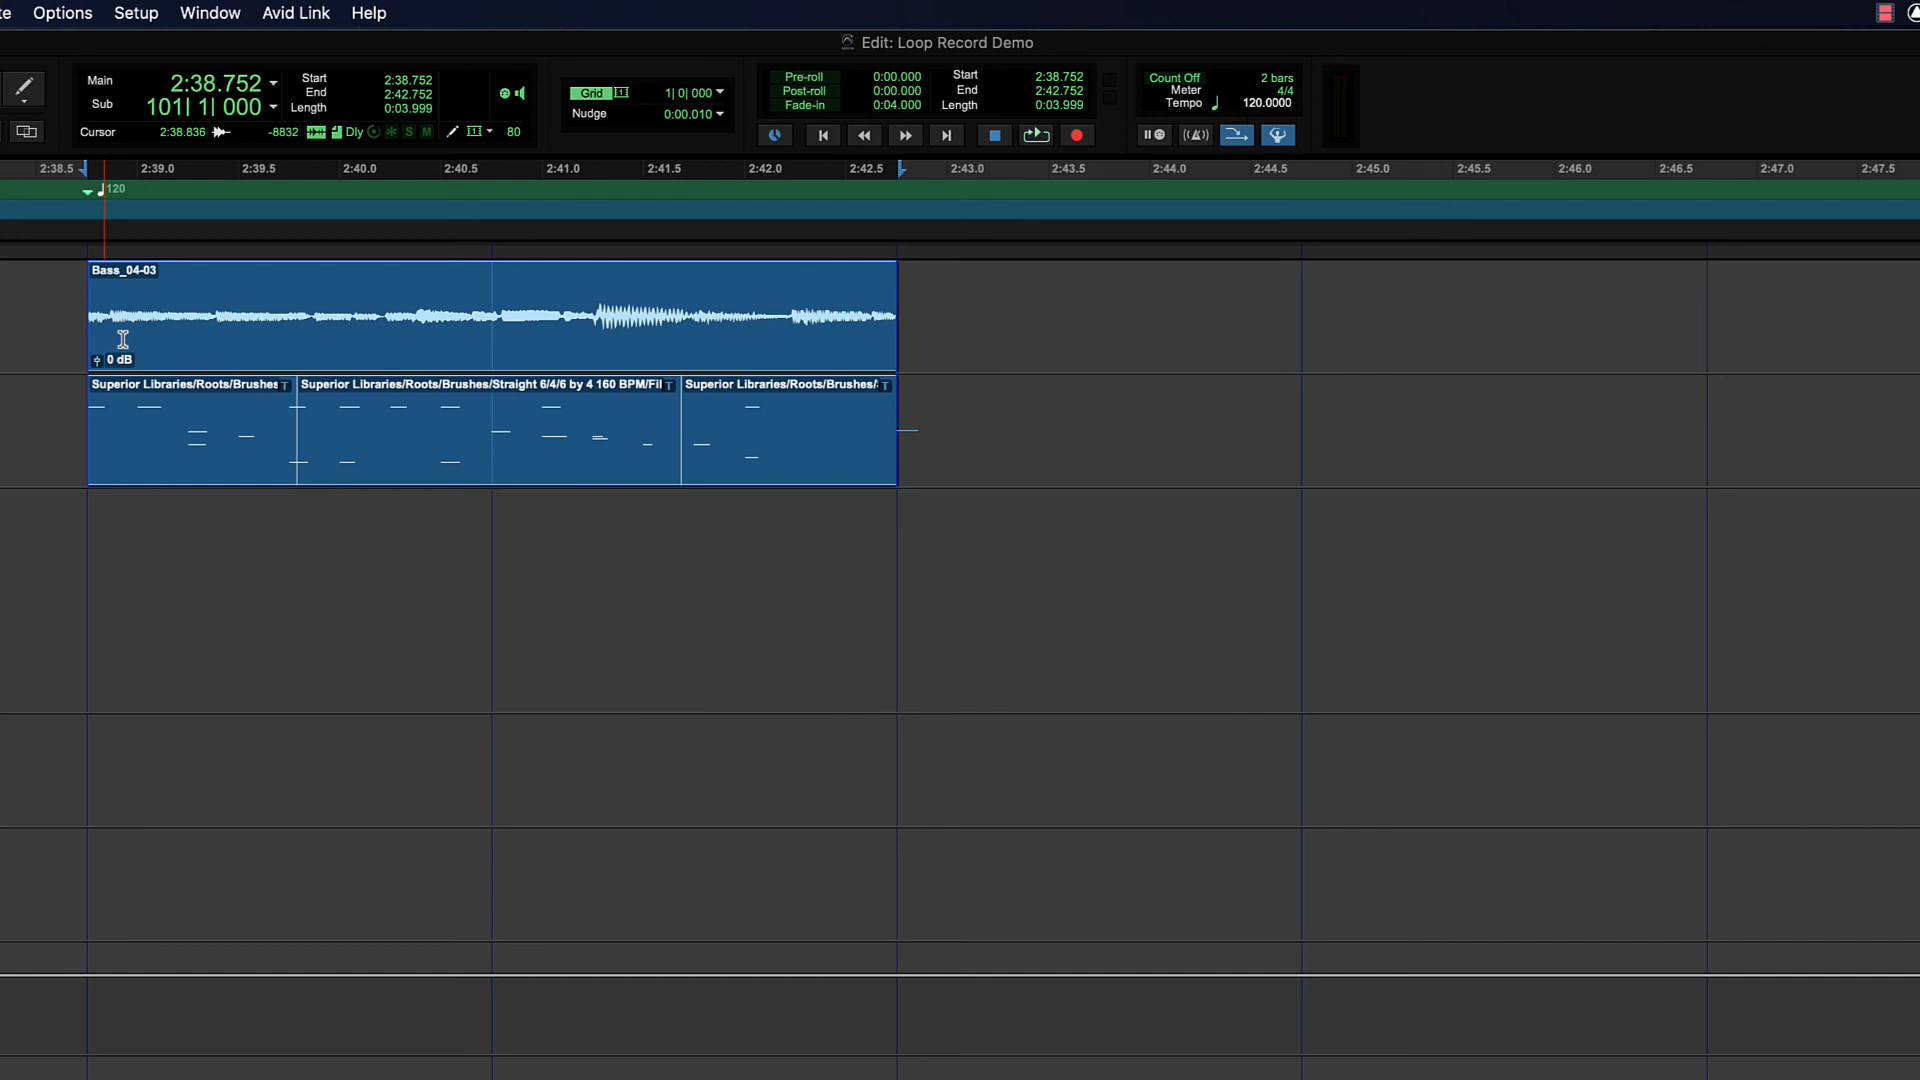 te Options Setup Window Avid Link Help
Edit: Loop Record Demo
Main 2:38.752
Sub 101| 1| 000
Start 2:38.752
End 2:42.752
Length 0:03.999
Cursor 2:38.836 -8832 Dly S M 80
Grid 1| 0| 000
Nudge 0:00.010
Pre-roll 0:00.000
Post-roll 0:00.000
Fade-in 0:04.000
Start 2:38.752
End 2:42.752
Length 0:03.999
Count Off 2 bars
Meter 4/4
Tempo 120.0000
2:38.5 2:39.0 2:39.5 2:40.0 2:40.5 2:41.0 2:41.5 2:42.0 2:42.5 2:43.0 2:43.5 2:44.0 2:44.5 2:45.0 2:45.5 2:46.0 2:46.5 2:47.0 2:47.5
120
Bass_04-03
0 dB
Superior Libraries/Roots/Brushes T Superior Libraries/Roots/Brushes/Straight 6/4/6 by 4 160 BPM/Fil T Superior Libraries/Roots/Brushes/ T